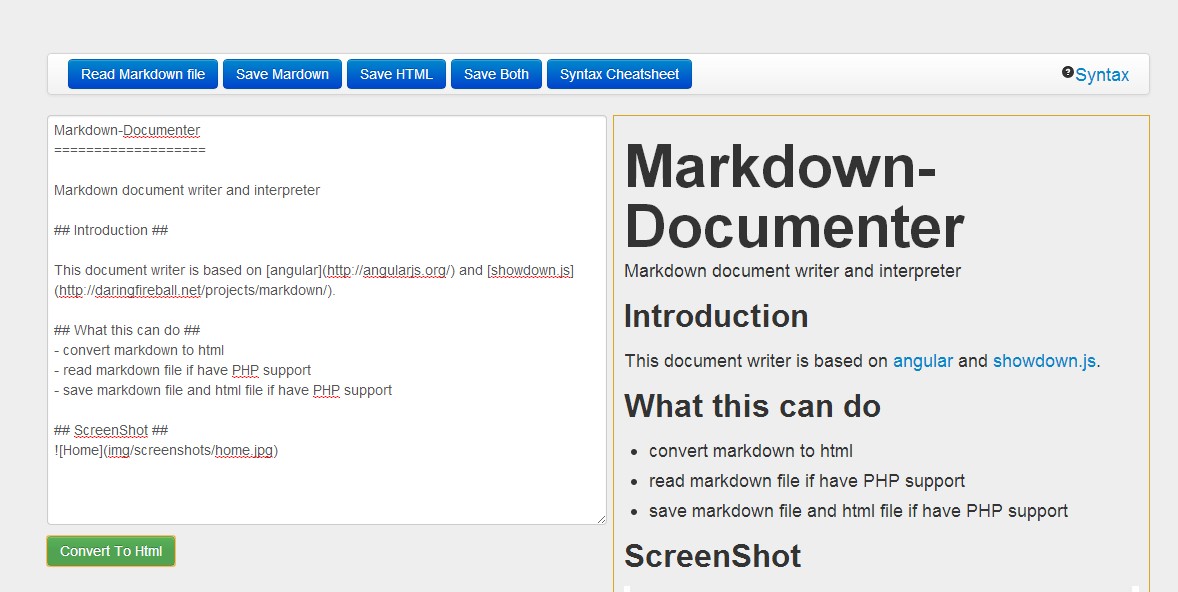 Read Markdown file Save Mardown Save HTML Save Both Syntax Cheatsheet Syntax
Markdown-Documenter
===================
Markdown document writer and interpreter
## Introduction ##
This document writer is based on [angular](http://angularjs.org/) and [showdown.js]
(http://daringfireball.net/projects/markdown/).
## What this can do ##
- convert markdown to html
- read markdown file if have PHP support
- save markdown file and html file if have PHP support
## ScreenShot ##
![Home](img/screenshots/home.jpg)
Convert To Html
Markdown-
Documenter
Markdown document writer and interpreter
Introduction
This document writer is based on angular and showdown.js.
What this can do
• convert markdown to html
• read markdown file if have PHP support
• save markdown file and html file if have PHP support
ScreenShot